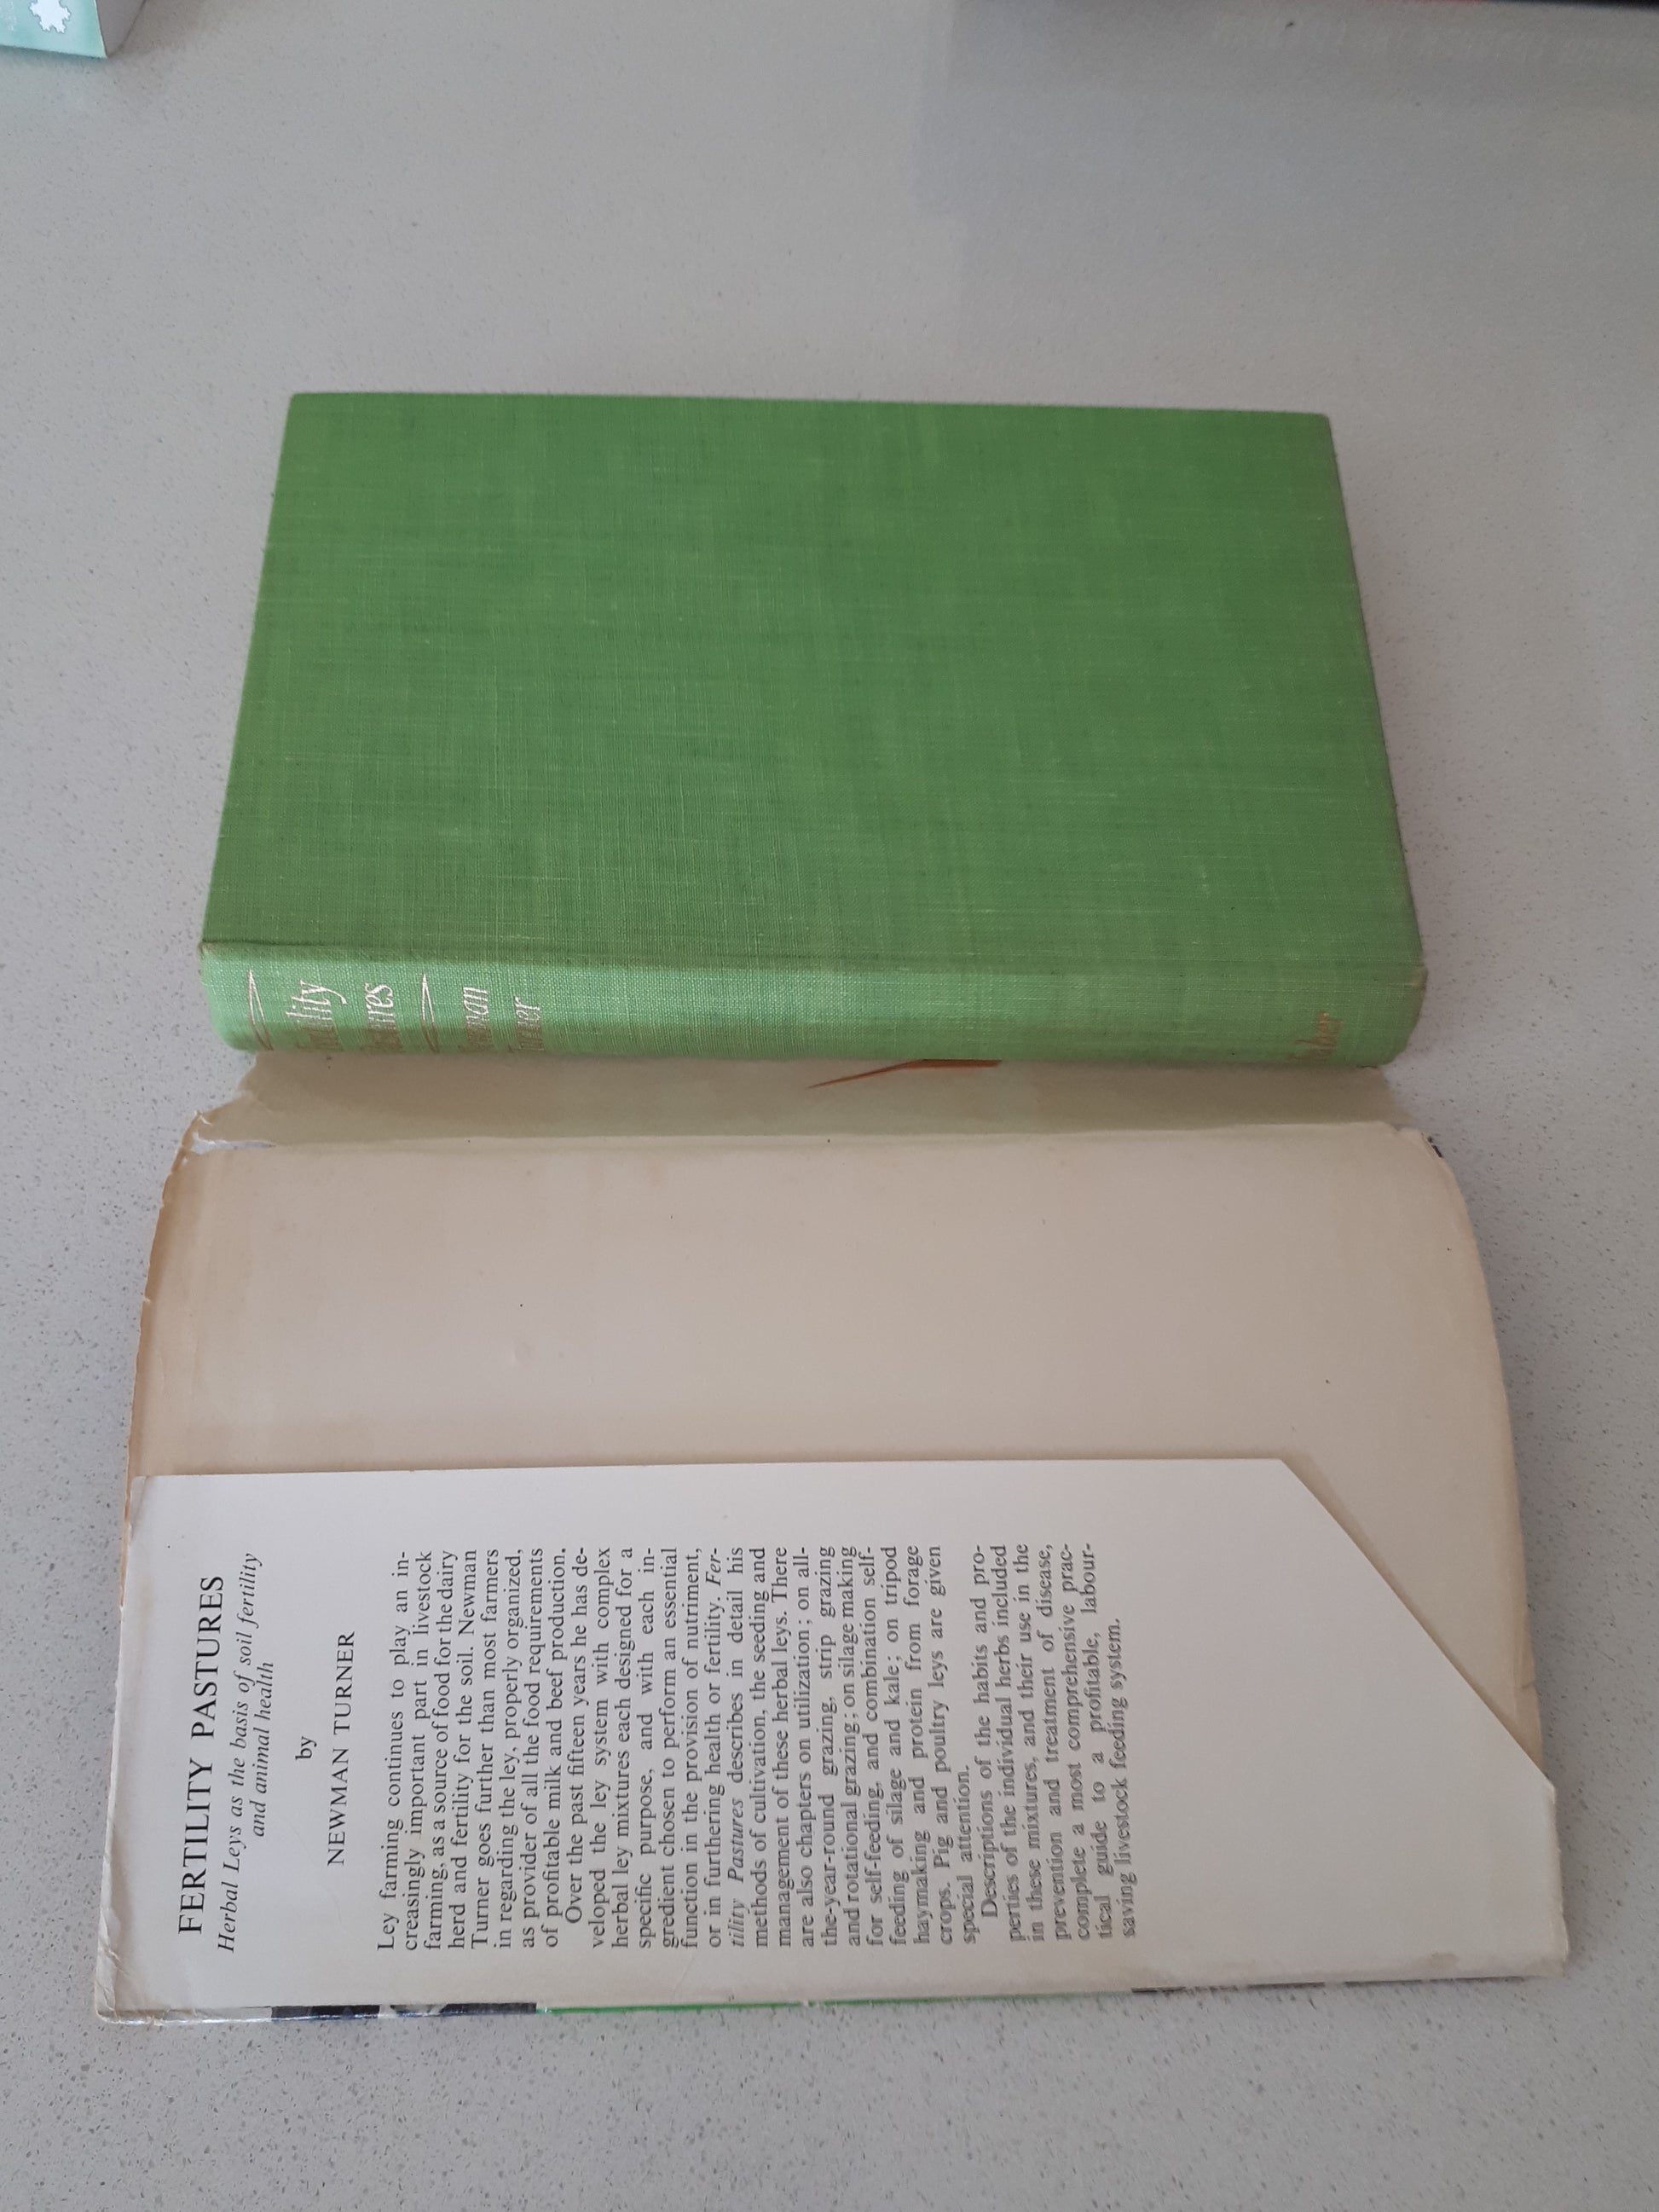 FERTILITY PASTURES
Herbal Leys as the basis of soil fertility
and animal health
by
NEWMAN TURNER
Ley farming continues to play an in-
creasingly important part in livestock
farming, as a source of food for the dairy
herd and fertility for the soil. Newman
Turner goes further than most farmers
in regarding the ley, properly organized,
as provider of all the food requirements
of profitable milk and beef production.
Over the past fifteen years he has de-
veloped the ley system with complex
herbal ley mixtures each designed for a
specific purpose, and with each in-
gredient chosen to perform an essential
function in the provision of nutriment,
or in furthering health or fertility. Fer-
tility Pastures describes in detail his
methods of cultivation, the seeding and
management of these herbal leys. There
are also chapters on utilization; on all-
the-year-round grazing, strip grazing
and rotational grazing; on silage making
for self-feeding, and combination self-
feeding of silage and kale; on tripod
haymaking and protein from forage
crops. Pig and poultry leys are given
special attention.
Descriptions of the habits and pro-
perties of the individual herbs included
in these mixtures, and their use in the
prevention and treatment of disease,
complete a most comprehensive prac-
tical guide to a profitable, labour-
saving livestock feeding system.
Fertility
Pastures
Newman
Turner
Faber